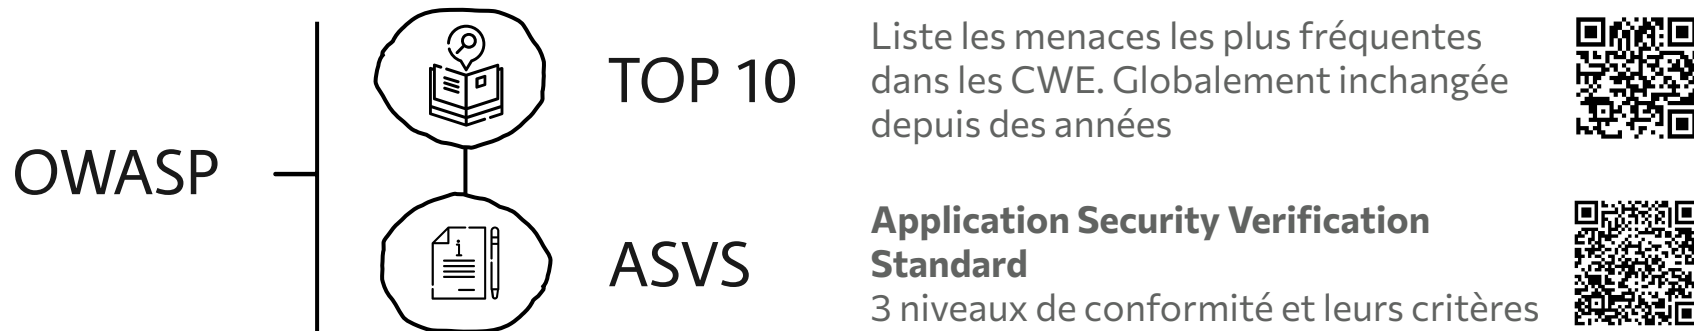 OWASP
TOP 10
Liste les menaces les plus fréquentes
dans les CWE. Globalement inchangée
depuis des années
ASVS
Application Security Verification
Standard
3 niveaux de conformité et leurs critères